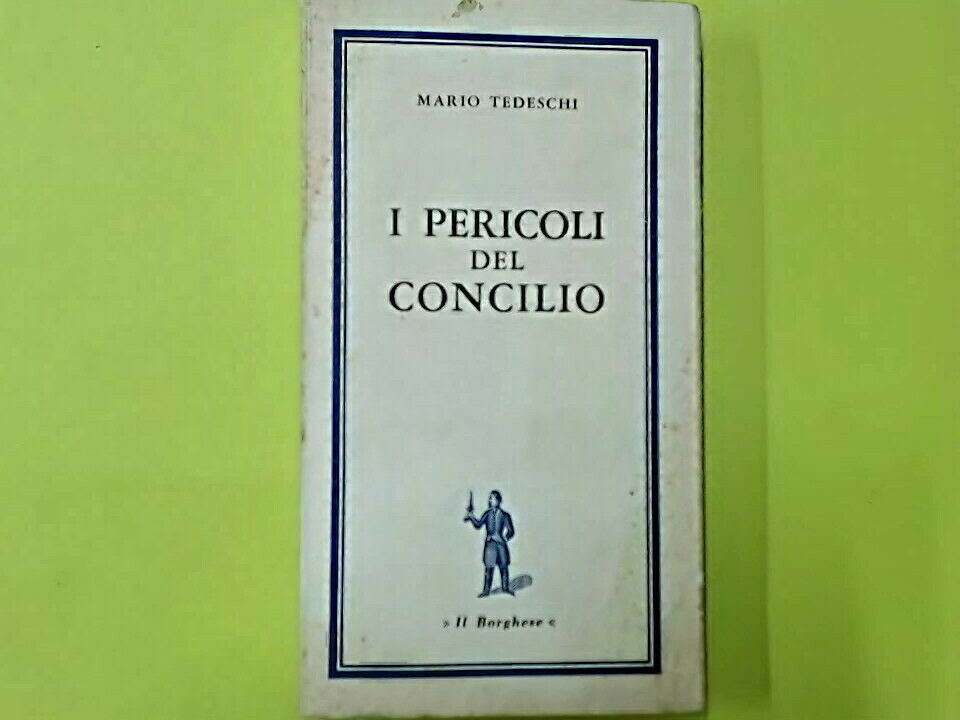 MARIO TEDESCHI
I PERICOLI
DEL
CONCILIO
» Il Borghese «